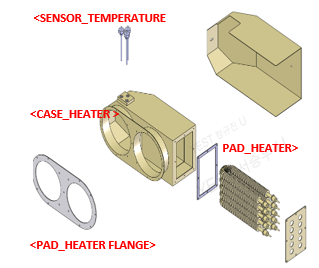 <SENSOR_TEMPERATURE
<CASE_HEATER >
PAD_HEATER>
<PAD_HEATER FLANGE>